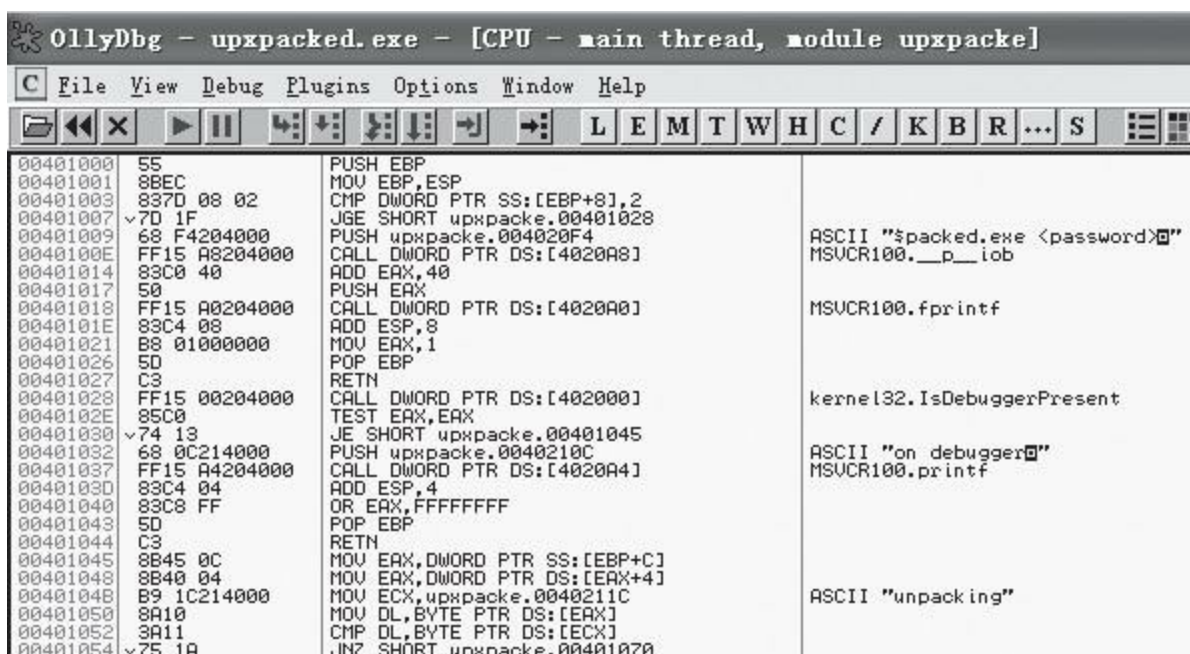 OllyDbg - upxpacked.exe - [CPU - main thread, module upxpacke]
C File View Debug Plugins Options Window Help
L E M T W H C / K B R ... S
00401000 55 PUSH EBP
00401001 8BEC MOV EBP,ESP
00401003 837D 08 02 CMP DWORD PTR SS:[EBP+8],2
00401007 7D 1F JGE SHORT upxpacke.00401028
00401009 68 F4204000 PUSH upxpacke.004020F4 ASCII "$packed.exe <password>◘"
0040100E FF15 A8204000 CALL DWORD PTR DS:[4020A8] MSVCR100.__p__iob
00401014 83C0 40 ADD EAX,40
00401017 50 PUSH EAX
00401018 FF15 A0204000 CALL DWORD PTR DS:[4020A0] MSVCR100.fprintf
0040101E 83C4 08 ADD ESP,8
00401021 B8 01000000 MOV EAX,1
00401026 5D POP EBP
00401027 C3 RETN
00401028 FF15 00204000 CALL DWORD PTR DS:[402000] kernel32.IsDebuggerPresent
0040102E 85C0 TEST EAX,EAX
00401030 74 13 JE SHORT upxpacke.00401045
00401032 68 0C214000 PUSH upxpacke.0040210C ASCII "on debugger◘"
00401037 FF15 A4204000 CALL DWORD PTR DS:[4020A4] MSVCR100.printf
0040103D 83C4 04 ADD ESP,4
00401040 83C8 FF OR EAX,FFFFFFFF
00401043 5D POP EBP
00401044 C3 RETN
00401045 8B45 0C MOV EAX,DWORD PTR SS:[EBP+C]
00401048 8B40 04 MOV EAX,DWORD PTR DS:[EAX+4]
0040104B B9 1C214000 MOV ECX,upxpacke.0040211C ASCII "unpacking"
00401050 8A10 MOV DL,BYTE PTR DS:[EAX]
00401052 3A11 CMP DL,BYTE PTR DS:[ECX]
00401054 75 1A JNZ SHORT upxpacke.00401070